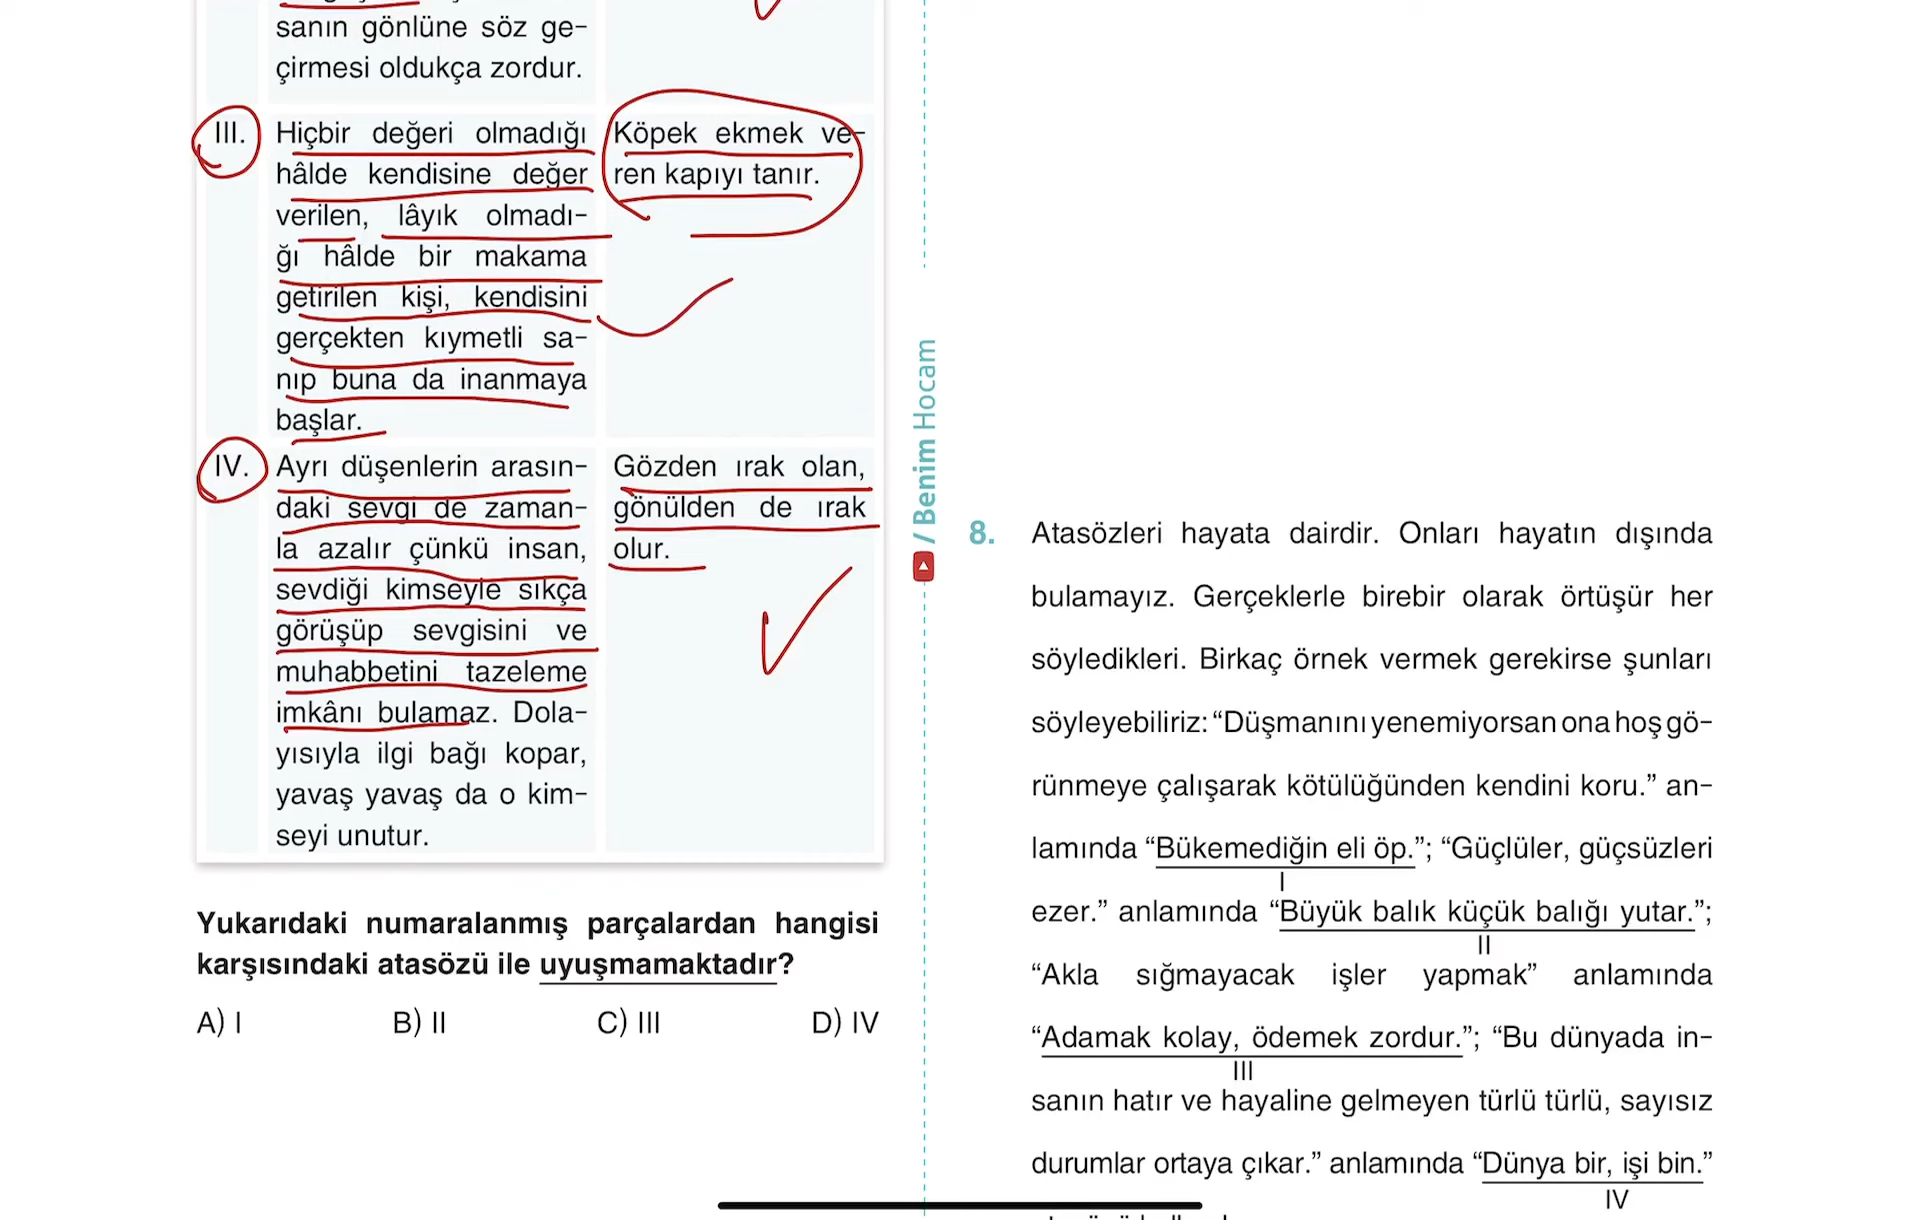 sanın gönlüne söz ge-
çirmesi oldukça zordur.
III. Hiçbir değeri olmadığı
hâlde kendisine değer
verilen, lâyık olmadı-
ğı hâlde bir makama
getirilen kişi, kendisini
gerçekten kıymetli sa-
nıp buna da inanmaya
başlar.
Köpek ekmek ve-
ren kapıyı tanır.
IV. Ayrı düşenlerin arasın-
daki sevgi de zaman-
la azalır çünkü insan,
sevdiği kimseyle sıkça
görüşüp sevgisini ve
muhabbetini tazeleme
imkânı bulamaz. Dola-
yısıyla ilgi bağı kopar,
yavaş yavaş da o kim-
seyi unutur.
Gözden ırak olan,
gönülden de ırak
olur.
Yukarıdaki numaralanmış parçalardan hangisi
karşısındaki atasözü ile uyuşmamaktadır?
A) I B) II C) III D) IV
/ Benim Hocam
8. Atasözleri hayata dairdir. Onları hayatın dışında
bulamayız. Gerçeklerle birebir olarak örtüşür her
söyledikleri. Birkaç örnek vermek gerekirse şunları
söyleyebiliriz: “Düşmanını yenemiyorsan ona hoş gö-
rünmeye çalışarak kötülüğünden kendini koru.” an-
lamında “Bükemediğin eli öp.”; “Güçlüler, güçsüzleri
I
ezer.” anlamında “Büyük balık küçük balığı yutar.”;
II
“Akla sığmayacak işler yapmak” anlamında
“Adamak kolay, ödemek zordur.”; “Bu dünyada in-
III
sanın hatır ve hayaline gelmeyen türlü türlü, sayısız
durumlar ortaya çıkar.” anlamında “Dünya bir, işi bin.”
IV